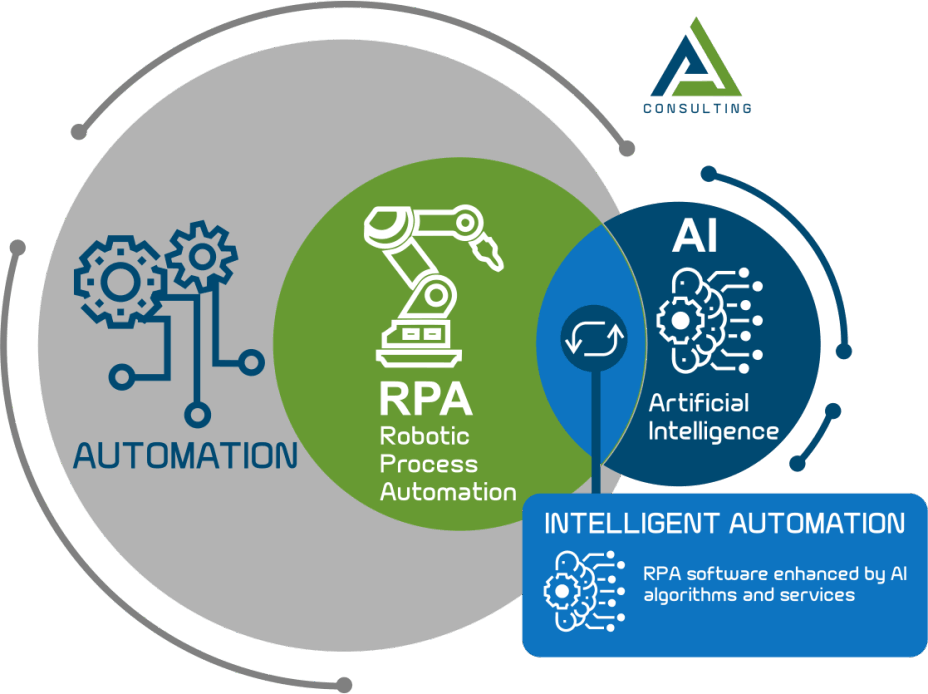 CONSULTING
AI
AUTOMATION
RPA
Robotic
Process
Automation
Artificial
Intelligence
INTELLIGENT AUTOMATION
RPA software enhanced by AI
algorithms and services